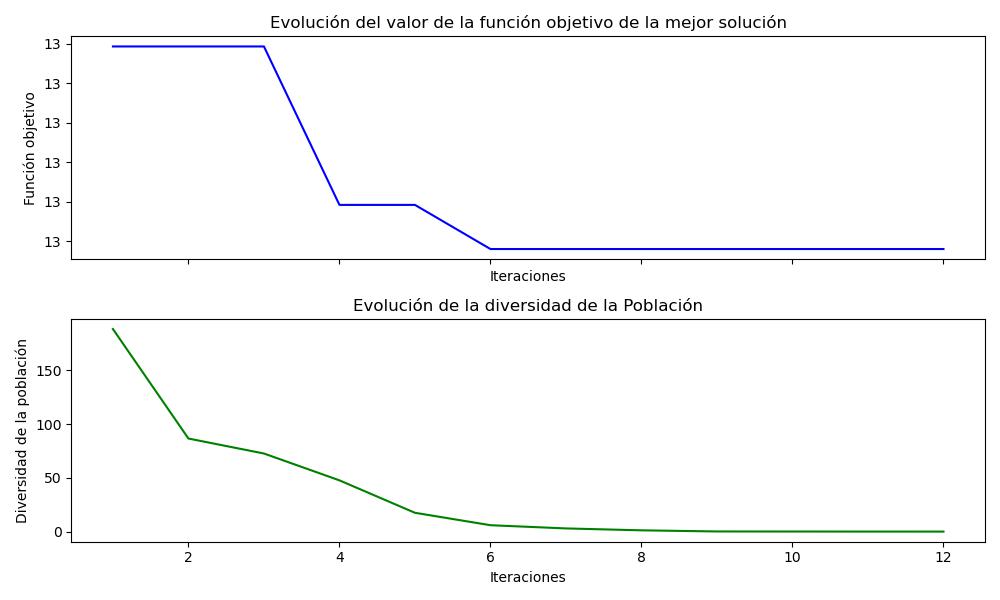 Evolución del valor de la función objetivo de la mejor solución
13
13
13
13
13
13
Función objetivo
Iteraciones
Evolución de la diversidad de la Población
150
100
50
0
Diversidad de la población
2 4 6 8 10 12
Iteraciones